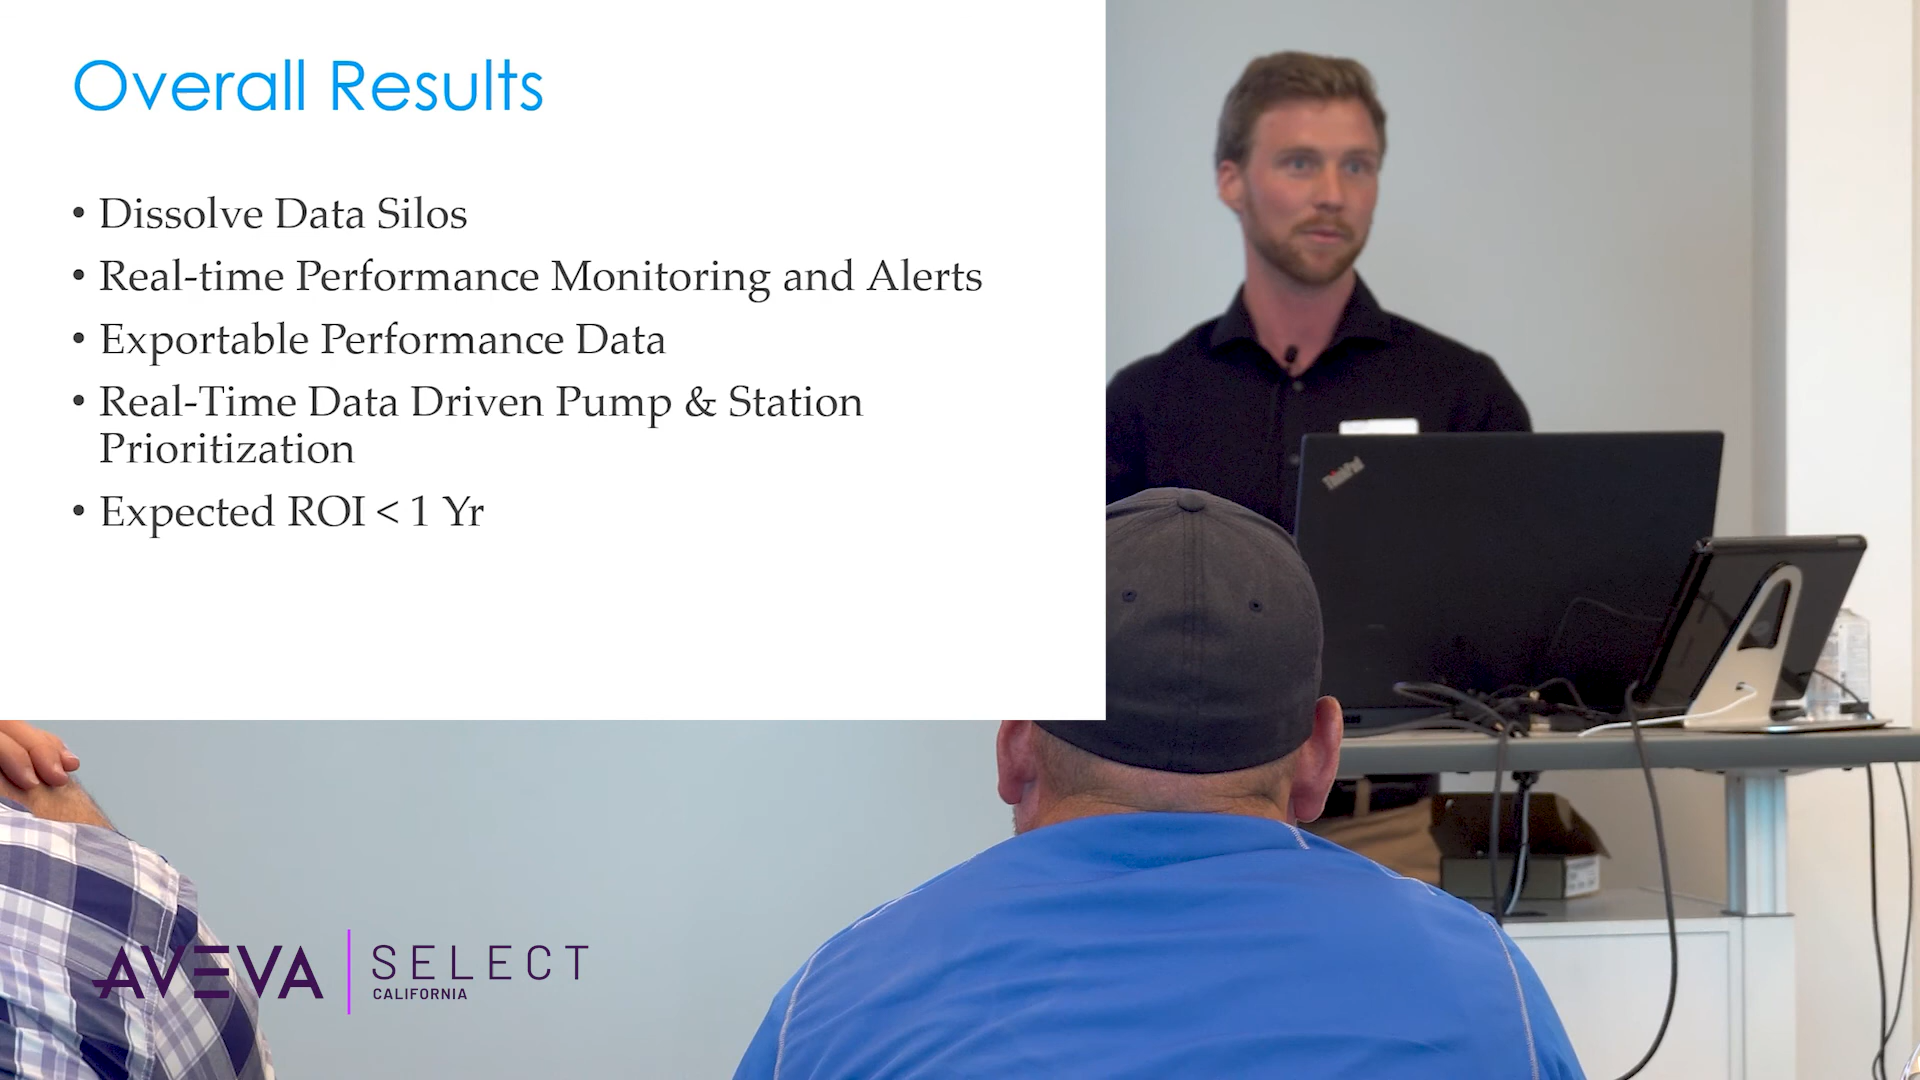 Overall Results
• Dissolve Data Silos
• Real-time Performance Monitoring and Alerts
• Exportable Performance Data
• Real-Time Data Driven Pump & Station
Prioritization
• Expected ROI < 1 Yr
ThinkPad
AVEVA | SELECT
CALIFORNIA